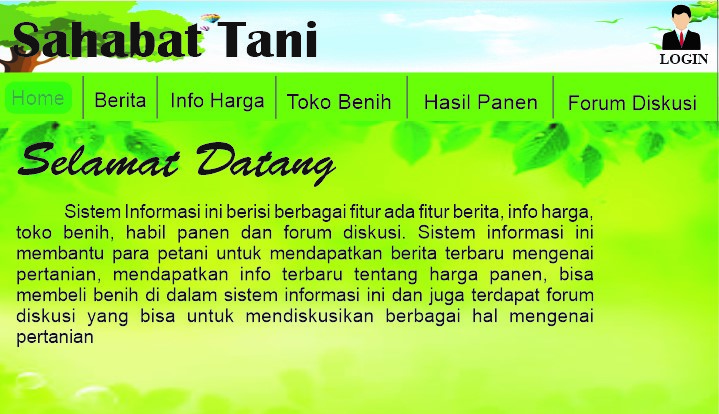 Sahabat Tani
LOGIN
Home Berita Info Harga Toko Benih Hasil Panen Forum Diskusi
Selamat Datang
Sistem Informasi ini berisi berbagai fitur ada fitur berita, info harga,
toko benih, habil panen dan forum diskusi. Sistem informasi ini
membantu para petani untuk mendapatkan berita terbaru mengenai
pertanian, mendapatkan info terbaru tentang harga panen, bisa
membeli benih di dalam sistem informasi ini dan juga terdapat forum
diskusi yang bisa untuk mendiskusikan berbagai hal mengenai
pertanian